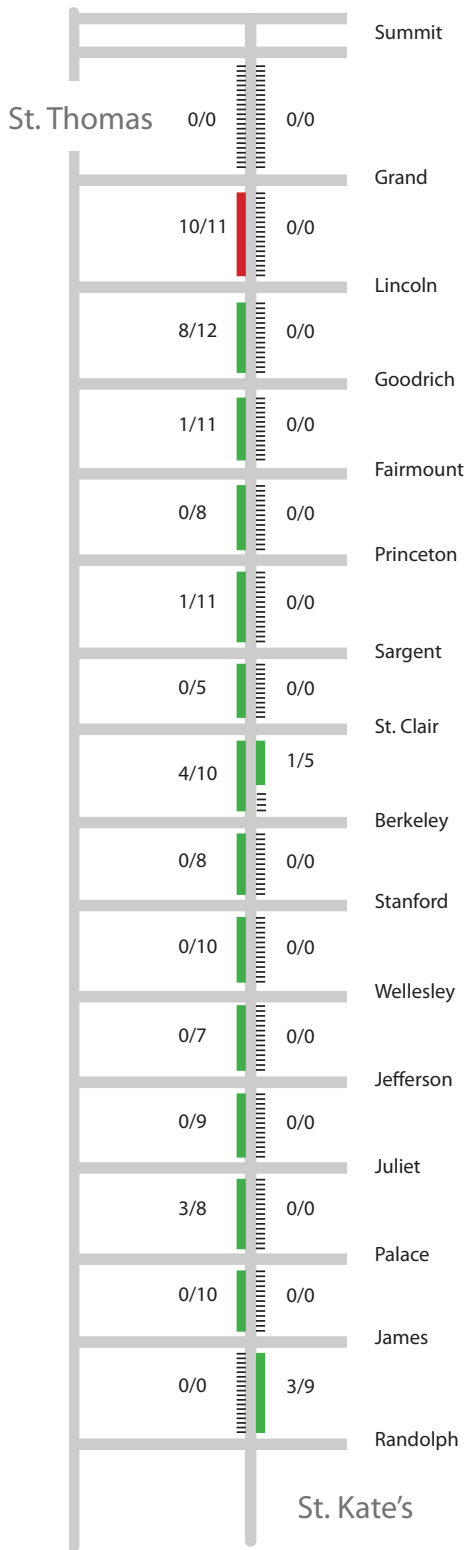 Summit
St. Thomas 0/0 0/0
Grand
10/11 0/0
Lincoln
8/12 0/0
Goodrich
1/11 0/0
Fairmount
0/8 0/0
Princeton
1/11 0/0
Sargent
0/5 0/0
St. Clair
4/10 1/5
Berkeley
0/8 0/0
Stanford
0/10 0/0
Wellesley
0/7 0/0
Jefferson
0/9 0/0
Juliet
3/8 0/0
Palace
0/10 0/0
James
0/0 3/9
Randolph
St. Kate's